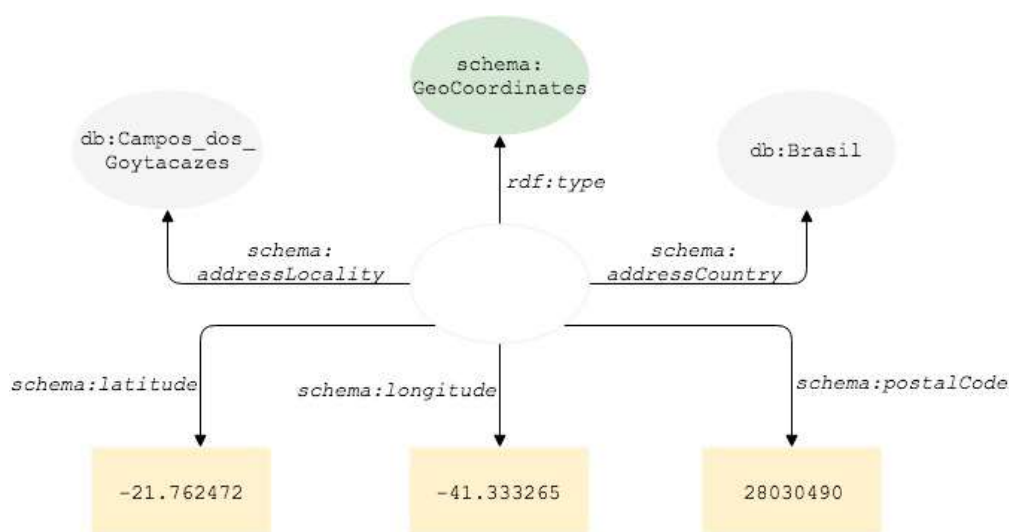 schema:
GeoCoordinates
db:Campos_dos_
Goytacazes
db:Brasil
rdf:type
schema:
addressLocality
schema:
addressCountry
schema:latitude
schema:longitude
schema:postalCode
-21.762472
-41.333265
28030490